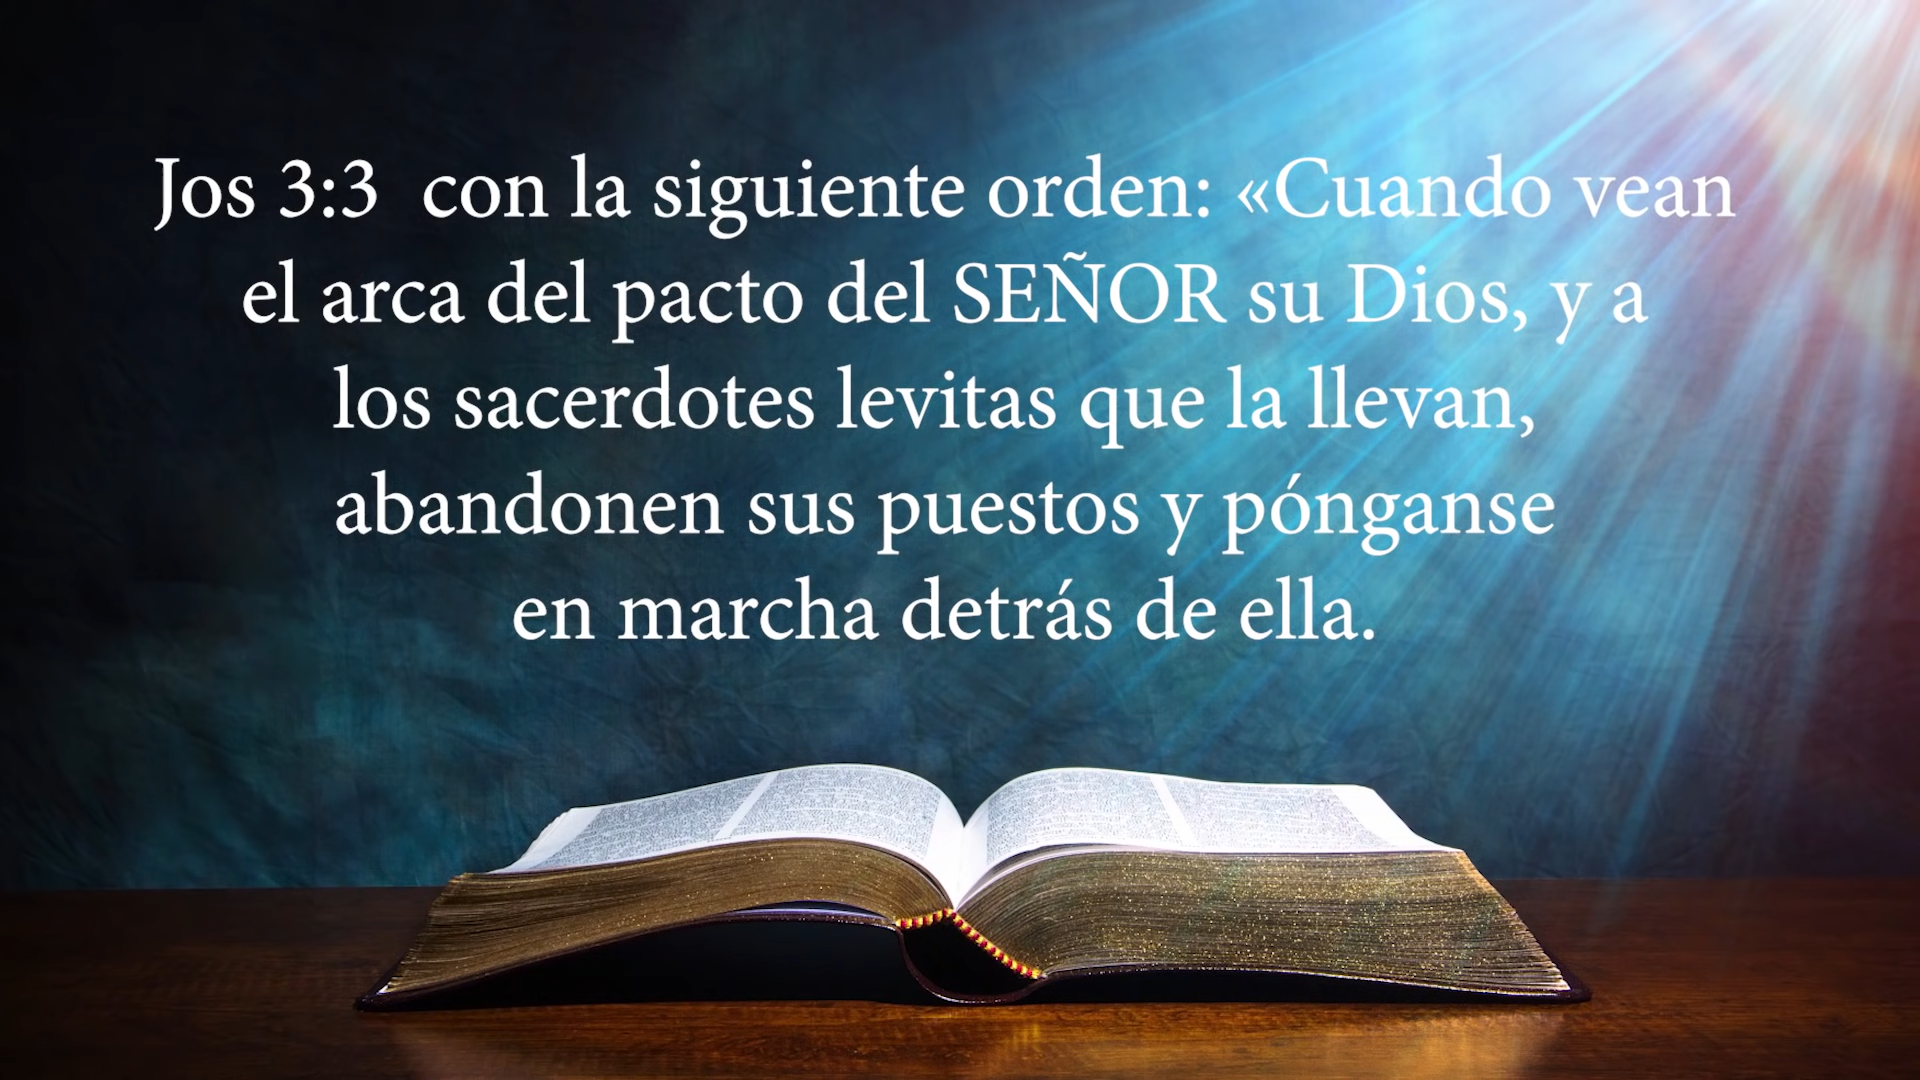 Jos 3:3  con la siguiente orden: «Cuando vean
el arca del pacto del SEÑOR su Dios, y a
los sacerdotes levitas que la llevan,
abandonen sus puestos y pónganse
en marcha detrás de ella.